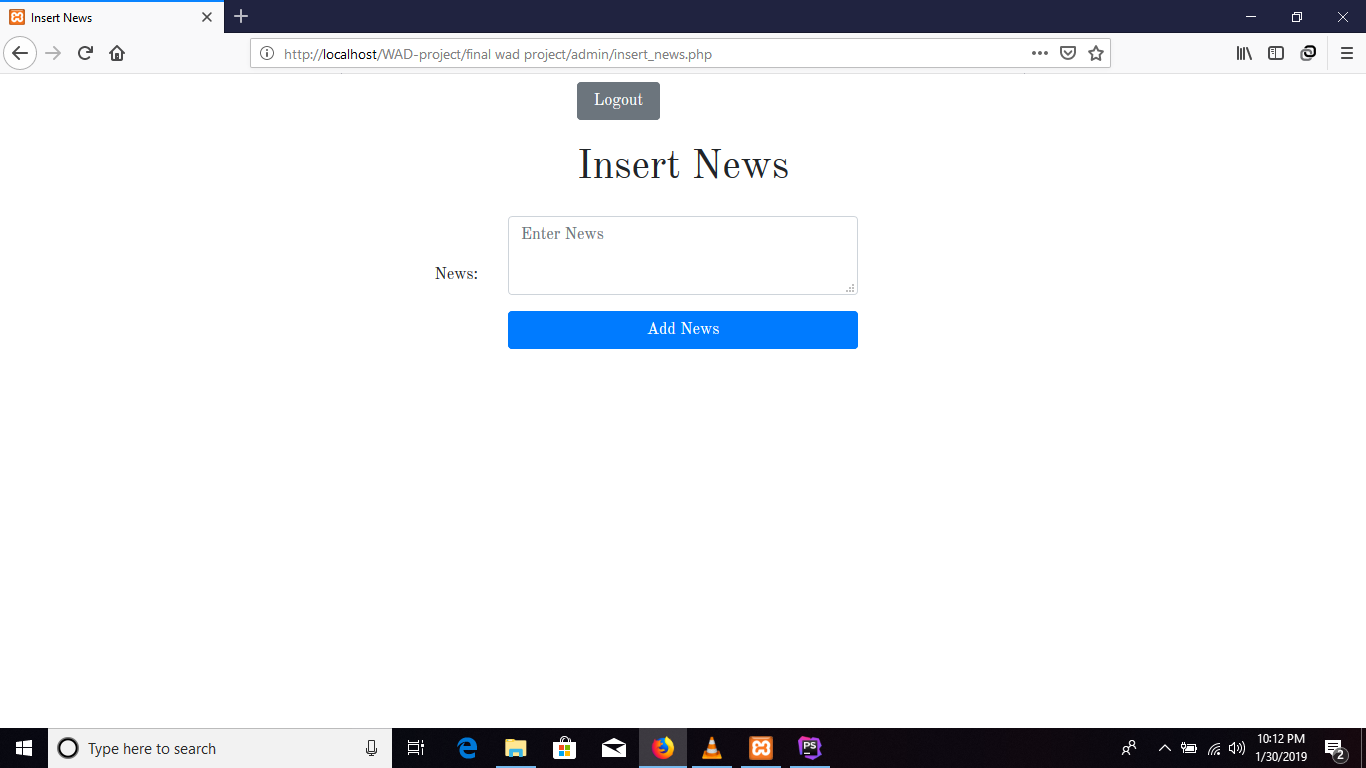 Insert News
http://localhost/WAD-project/final wad project/admin/insert_news.php
Logout
Insert News
Enter News
News:
Add News
Type here to search
PS
10:12 PM
1/30/2019
2